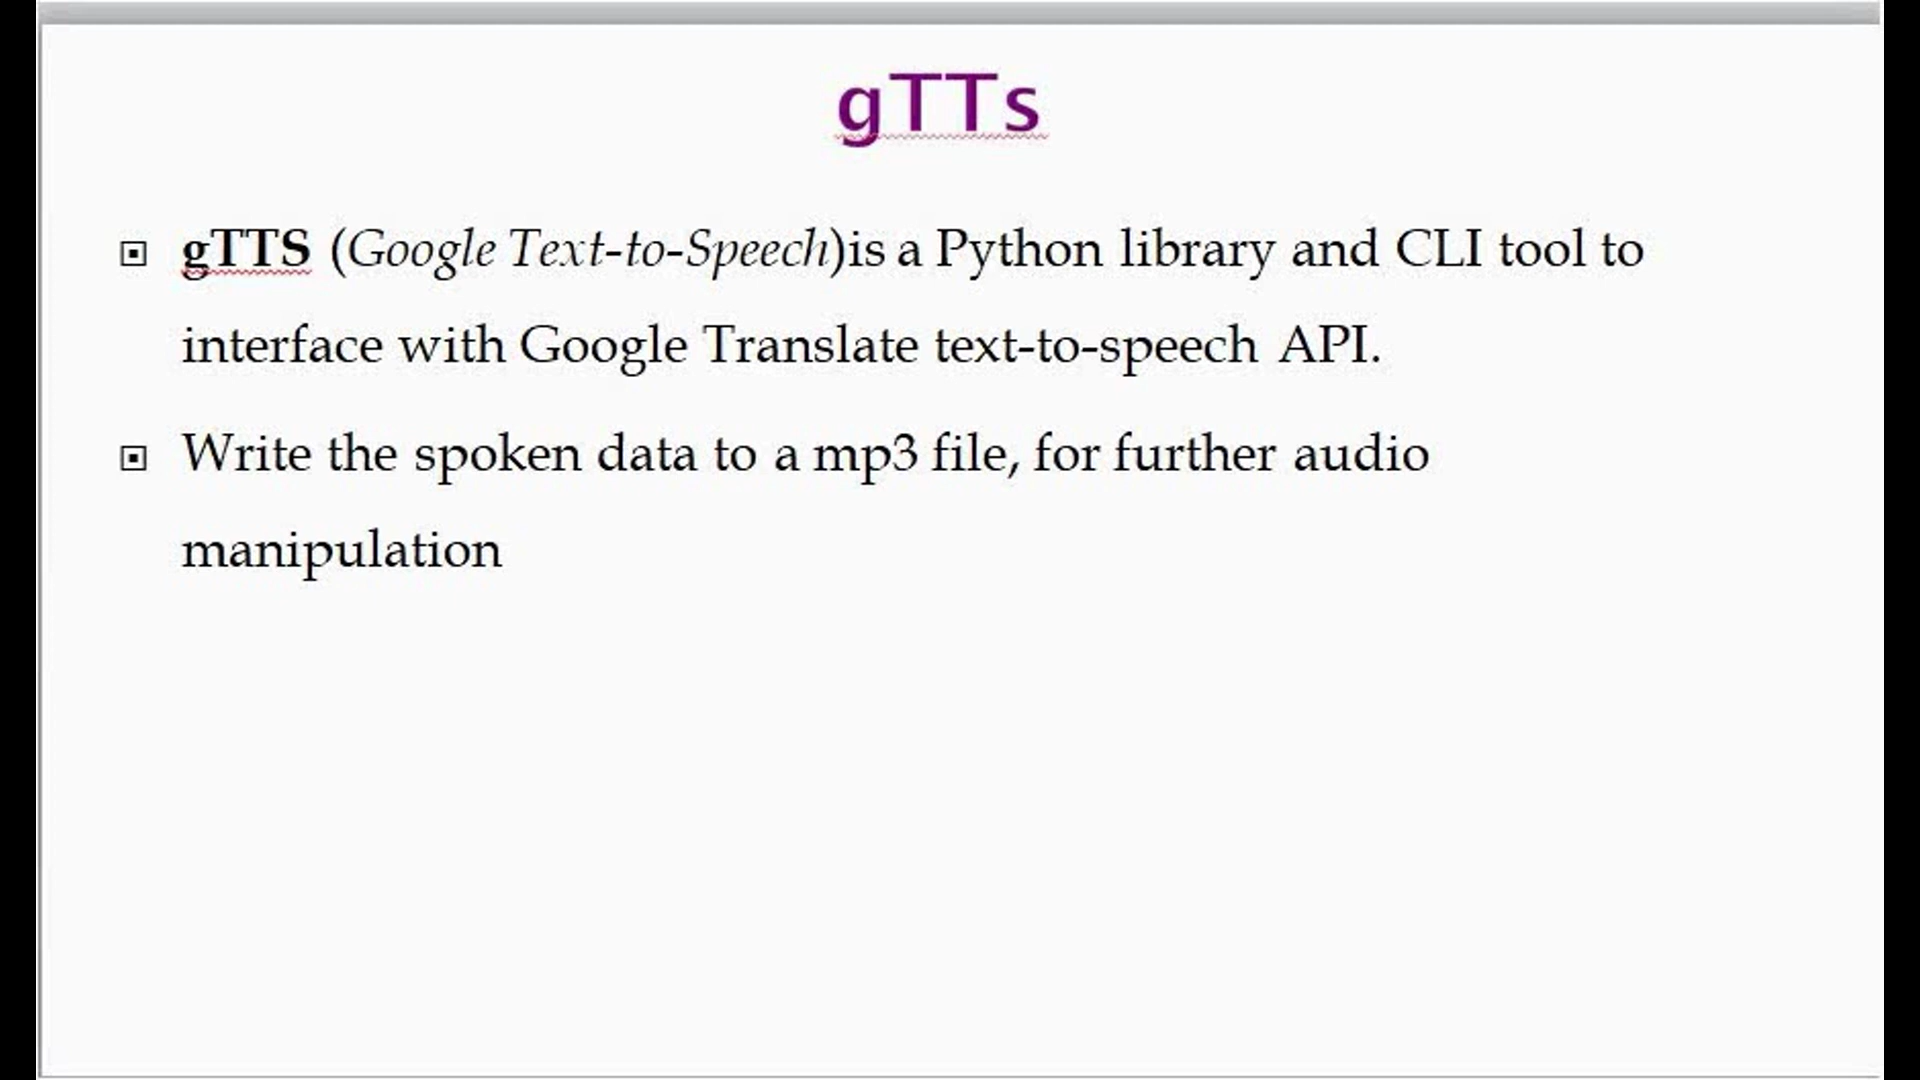 gTTs
gTTS (Google Text-to-Speech)is a Python library and CLI tool to
interface with Google Translate text-to-speech API.
Write the spoken data to a mp3 file, for further audio
manipulation